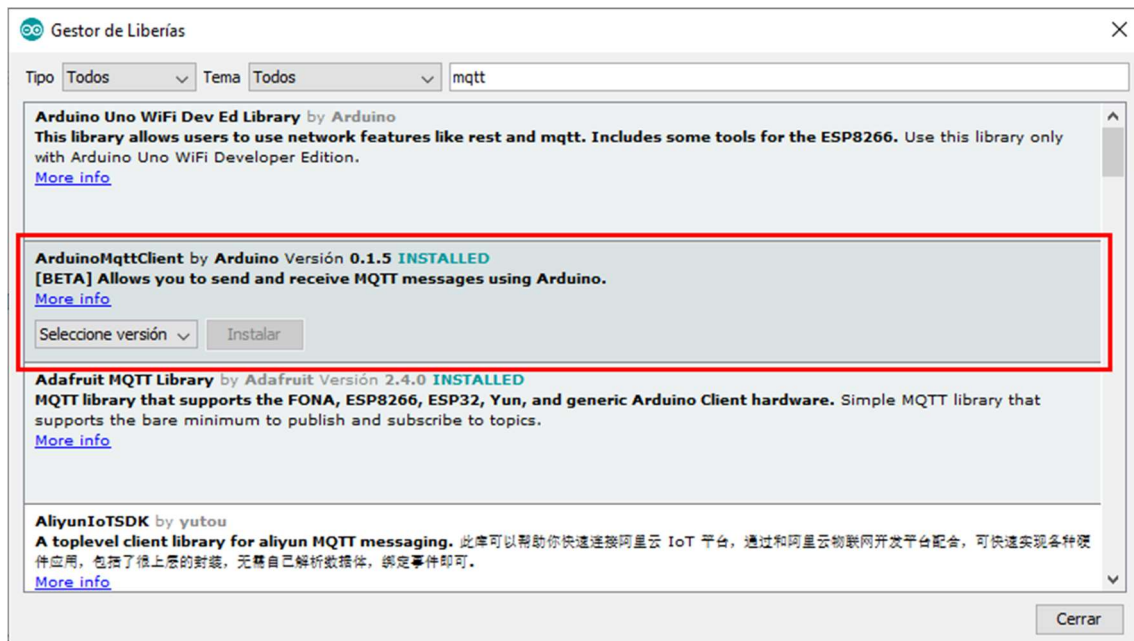 Gestor de Liberías
Tipo Todos Tema Todos mqtt
Arduino Uno WiFi Dev Ed Library by Arduino
This library allows users to use network features like rest and mqtt. Includes some tools for the ESP8266. Use this library only
with Arduino Uno WiFi Developer Edition.
More info
ArduinoMqttClient by Arduino Versión 0.1.5 INSTALLED
[BETA] Allows you to send and receive MQTT messages using Arduino.
More info
Seleccione versión Instalar
Adafruit MQTT Library by Adafruit Versión 2.4.0 INSTALLED
MQTT library that supports the FONA, ESP8266, ESP32, Yun, and generic Arduino Client hardware. Simple MQTT library that
supports the bare minimum to publish and subscribe to topics.
More info
AliyunIoTSDK by yutou
A toplevel client library for aliyun MQTT messaging. 此库可以帮助你快速连接阿里云 IoT 平台，通过和阿里云物联网开发平台配合，可快速实现各种硬
件应用，包括了很上层的封装，无需自己解析数据体，绑定事件即可。
More info
Cerrar